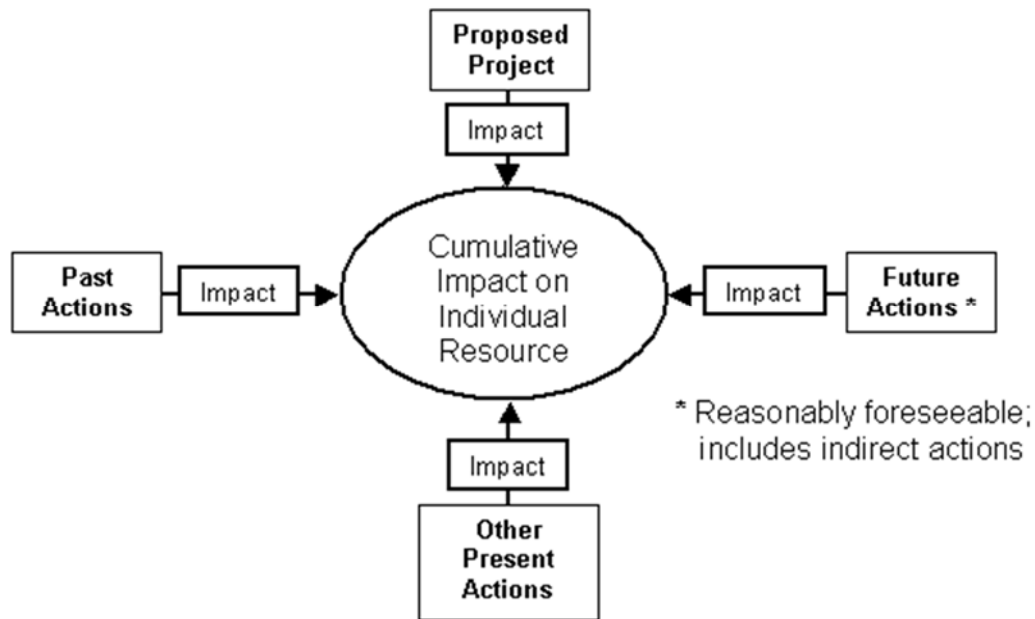 Proposed
Project
Impact
Cumulative
Impact on
Individual
Resource
Past
Actions
Impact
Impact
Future
Actions *
* Reasonably foreseeable;
includes indirect actions
Impact
Other
Present
Actions